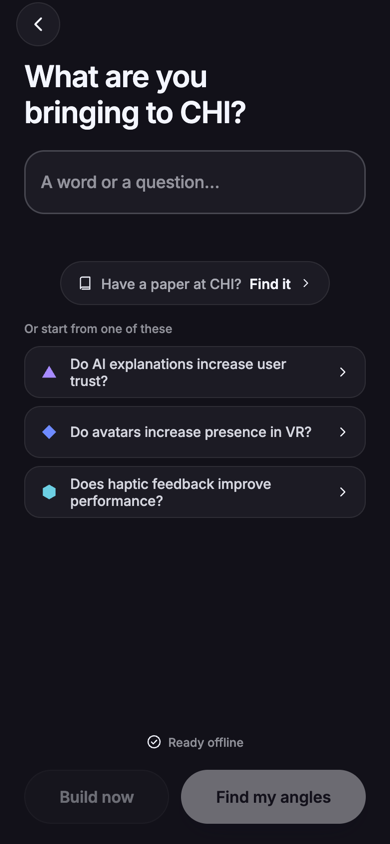 What are you
bringing to CHI?
A word or a question...
Have a paper at CHI? Find it
Or start from one of these
Do AI explanations increase user
trust?
Do avatars increase presence in VR?
Does haptic feedback improve
performance?
Ready offline
Build now
Find my angles